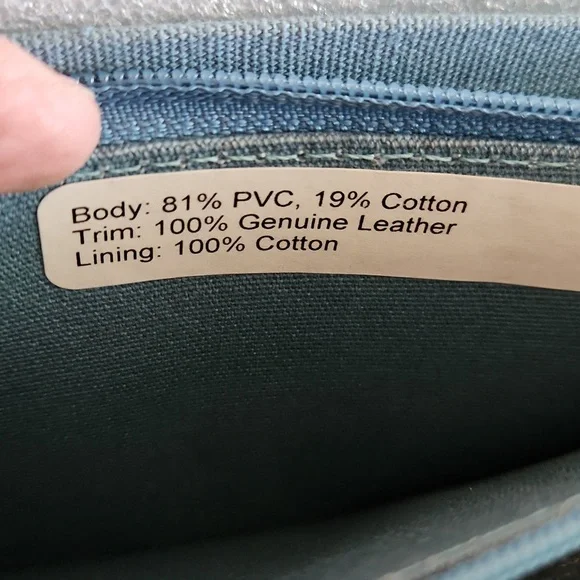 Body: 81% PVC, 19% Cotton
Trim: 100% Genuine Leather
Lining: 100% Cotton